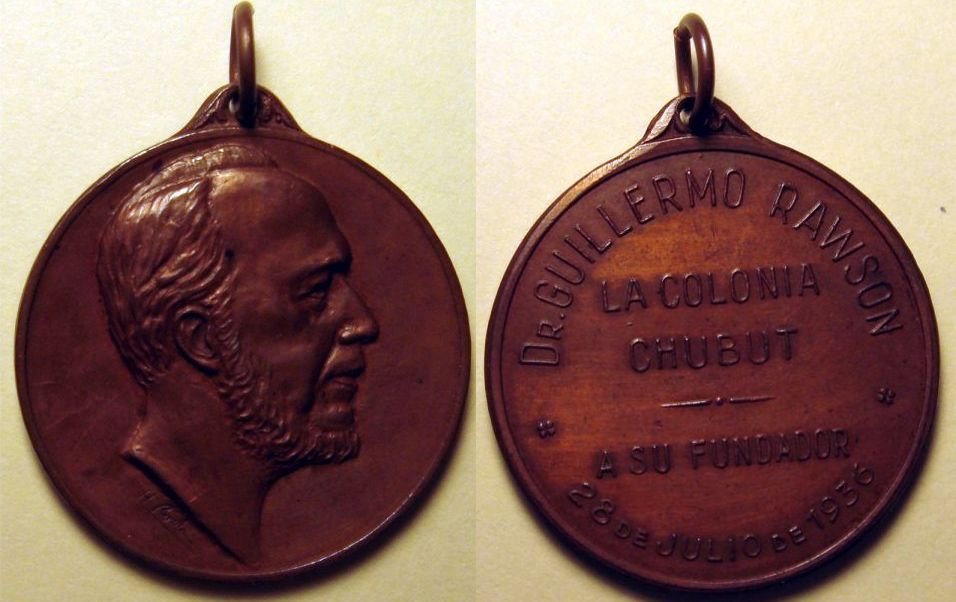 DR. GUILLERMO RAWSON
LA COLONIA
CHUBUT
A SU FUNDADOR
28 DE JULIO DE 1936